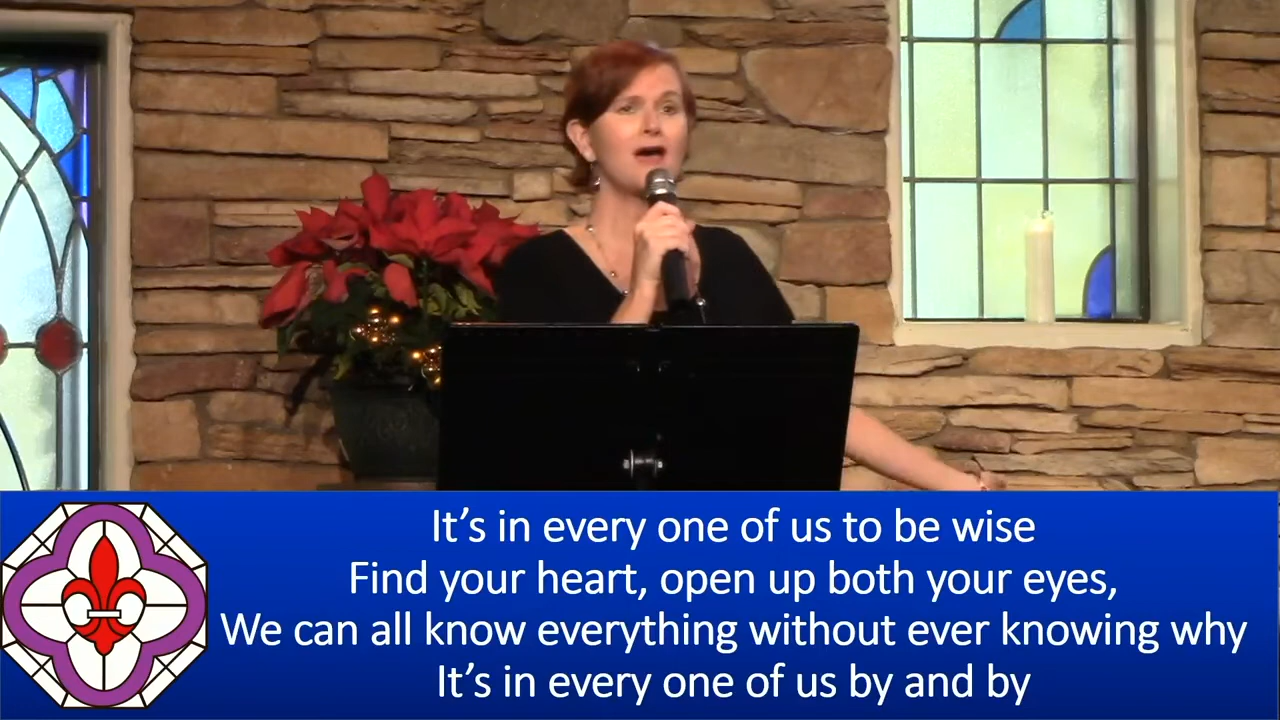 It’s in every one of us to be wise
Find your heart, open up both your eyes,
We can all know everything without ever knowing why
It’s in every one of us by and by